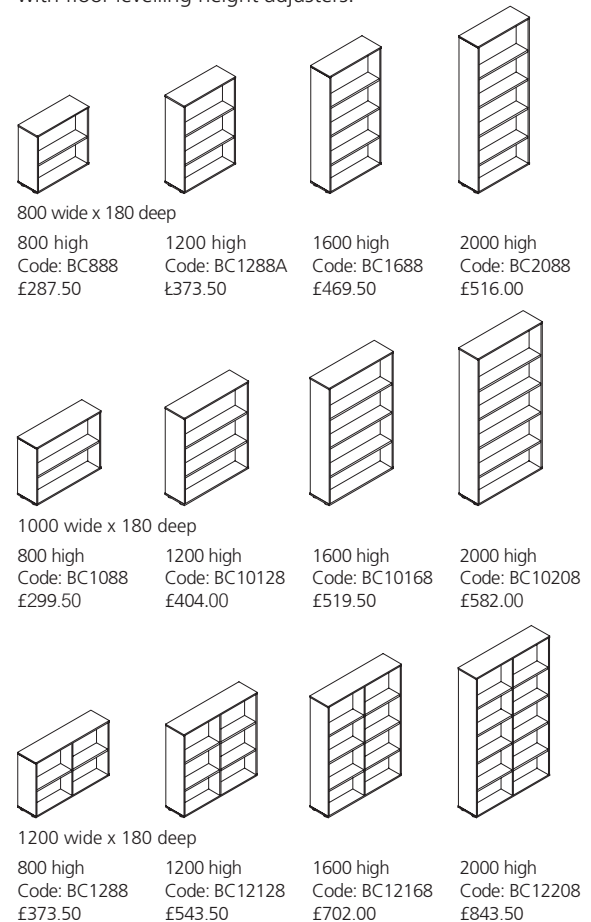 with floor levelling height adjusters.
800 wide x 180 deep
800 high 1200 high 1600 high 2000 high
Code: BC888 Code: BC1288A Code: BC1688 Code: BC2088
£287.50 Ł373.50 £469.50 £516.00
1000 wide x 180 deep
800 high 1200 high 1600 high 2000 high
Code: BC1088 Code: BC10128 Code: BC10168 Code: BC10208
£299.50 £404.00 £519.50 £582.00
1200 wide x 180 deep
800 high 1200 high 1600 high 2000 high
Code: BC1288 Code: BC12128 Code: BC12168 Code: BC12208
£373.50 £543.50 £702.00 £843.50